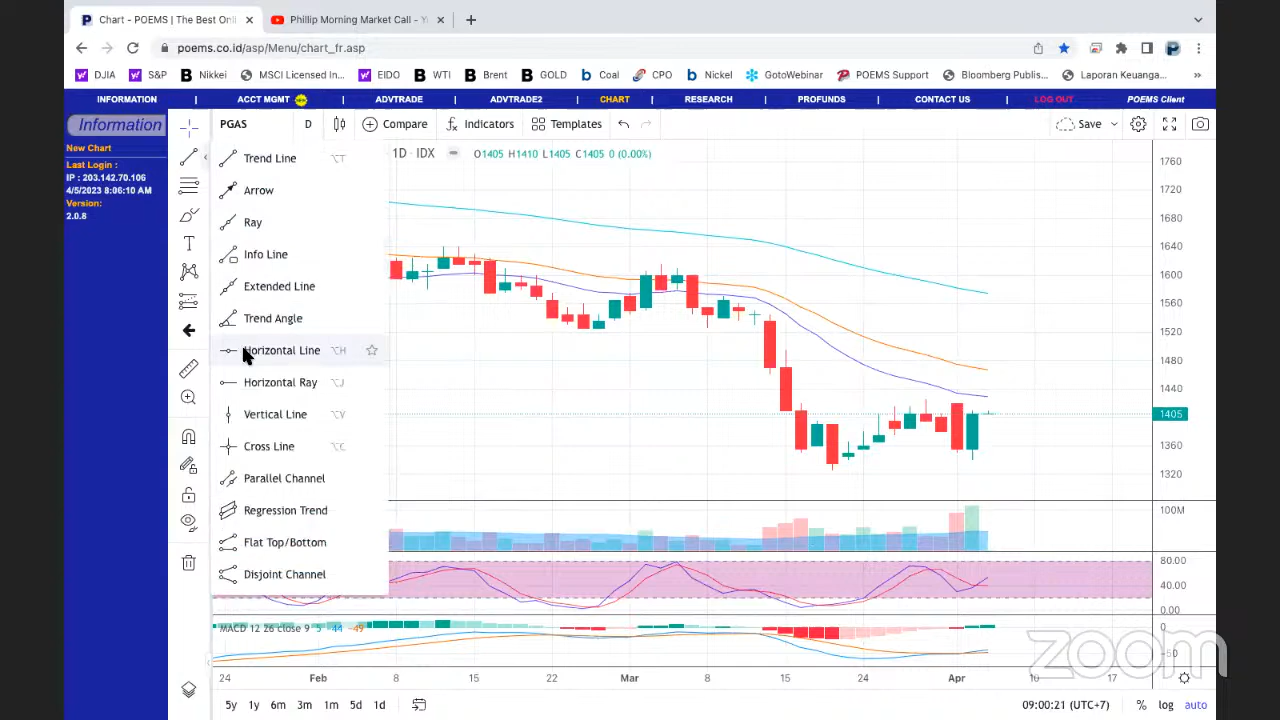 Chart - POEMS | The Best Onli
Phillip Morning Market Call - Y
poems.co.id/asp/Menu/chart_fr.asp
DJIA S&P Nikkei MSCI Licensed In... EIDO WTI Brent GOLD Coal CPO Nickel GotoWebinar POEMS Support Bloomberg Publis... Laporan Keuanga... »
INFORMATION | ACCT MGMT | ADVTRADE | ADVTRADE2 | CHART | RESEARCH | PROFUNDS | CONTACT US | LOG OUT POEMS Client
Information
New Chart
Last Login :
IP : 203.142.70.106
4/5/2023 8:06:10 AM
Version:
2.0.8
PGAS D Compare Indicators Templates Save
Trend Line ⌥T
Arrow
Ray
Info Line
Extended Line
Trend Angle
Horizontal Line ⌥H
Horizontal Ray ⌥J
Vertical Line ⌥V
Cross Line ⌥C
Parallel Channel
Regression Trend
Flat Top/Bottom
Disjoint Channel
1D · IDX O1405 H1410 L1405 C1405 0 (0.00%)
1760
1720
1680
1640
1600
1560
1520
1480
1440
1405
1360
1320
100M
80.00
40.00
0.00
MACD 12 26 close 9 5 -44 -49
0
-50
24 Feb 8 15 22 Mar 8 15 24 Apr 10 17
5y 1y 6m 3m 1m 5d 1d
09:00:21 (UTC+7) % log auto
zoom